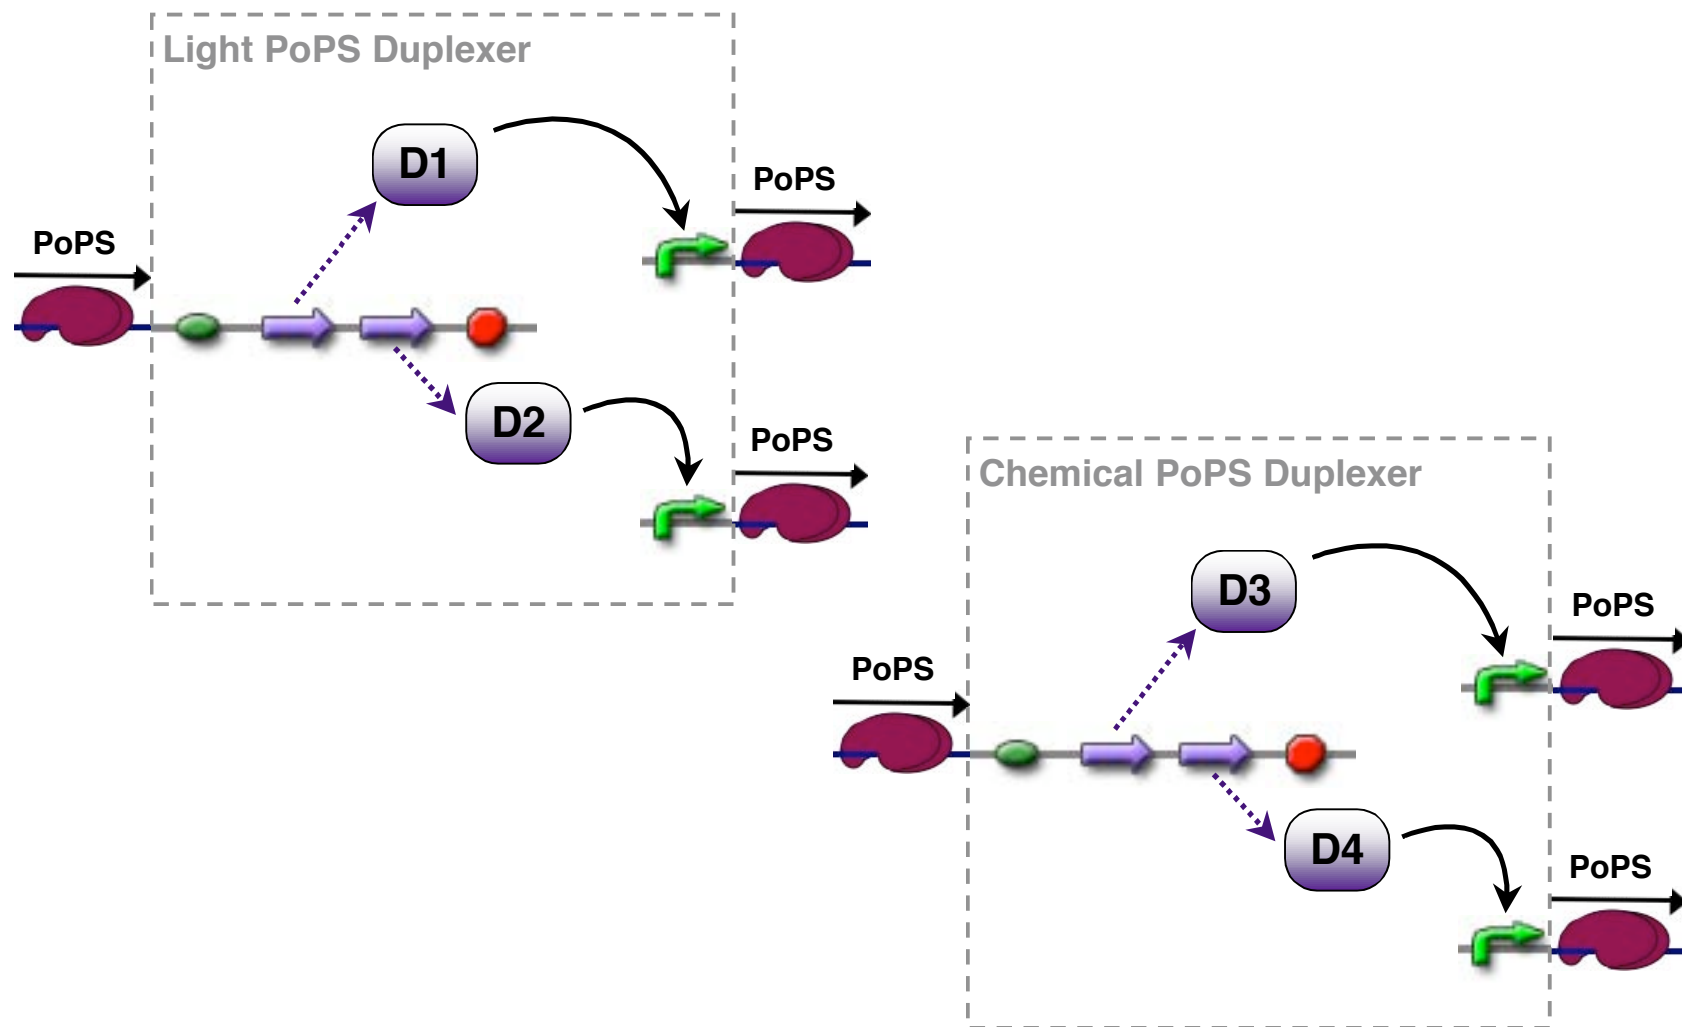 Light PoPS Duplexer
D1
PoPS
PoPS
D2
PoPS
Chemical PoPS Duplexer
D3
PoPS
PoPS
D4
PoPS